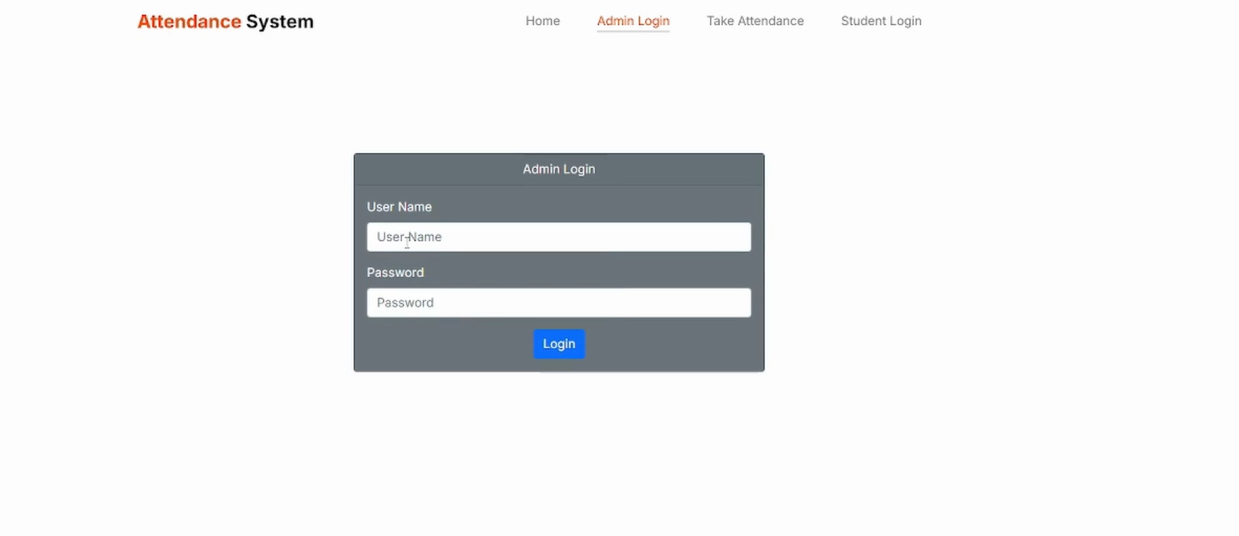 Attendance System Home Admin Login Take Attendance Student Login
Admin Login
User Name
User-Name
Password
Password
Login